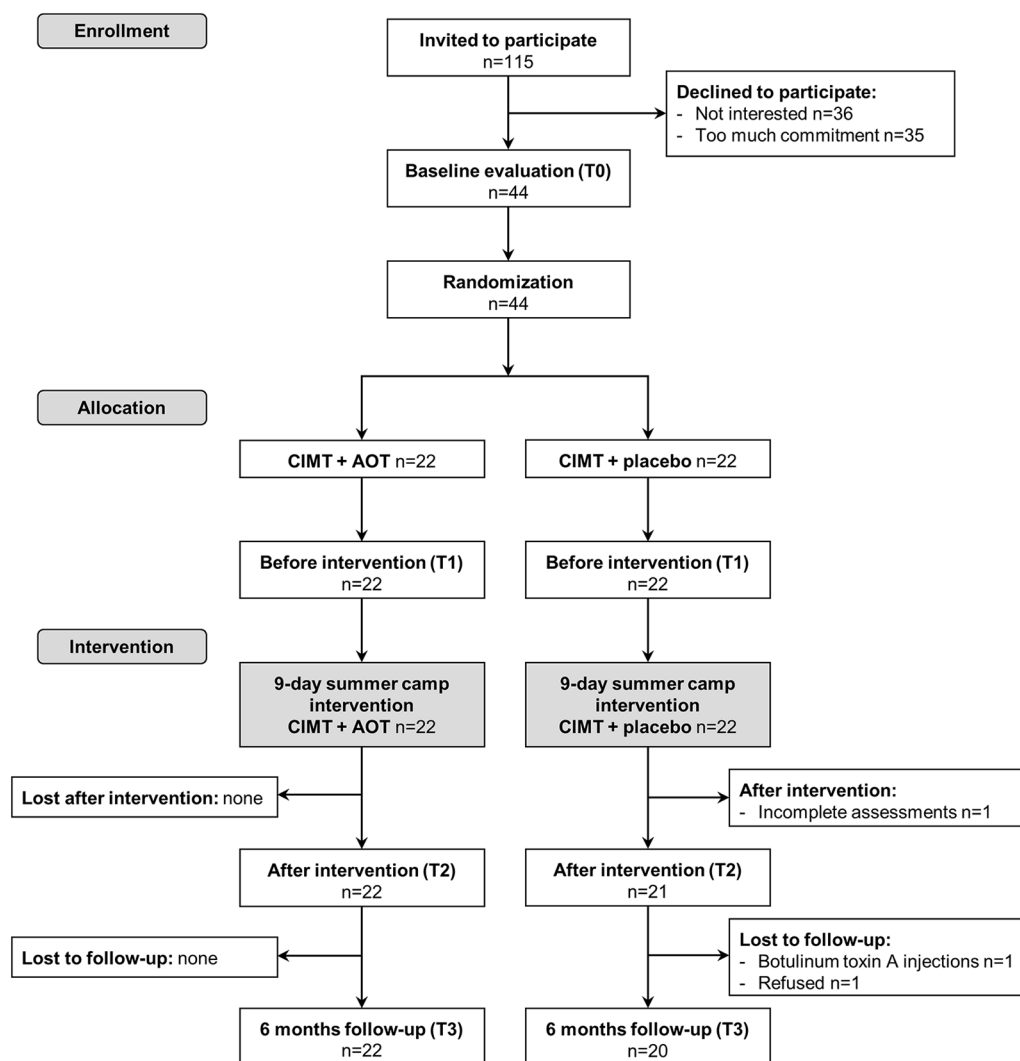 Enrollment
Invited to participate
n=115
Declined to participate:
- Not interested n=36
- Too much commitment n=35
Baseline evaluation (T0)
n=44
Randomization
n=44
Allocation
CIMT + AOT n=22
CIMT + placebo n=22
Before intervention (T1)
n=22
Before intervention (T1)
n=22
Intervention
9-day summer camp
intervention
CIMT + AOT n=22
9-day summer camp
intervention
CIMT + placebo n=22
Lost after intervention: none
After intervention:
- Incomplete assessments n=1
After intervention (T2)
n=22
After intervention (T2)
n=21
Lost to follow-up: none
Lost to follow-up:
- Botulinum toxin A injections n=1
- Refused n=1
6 months follow-up (T3)
n=22
6 months follow-up (T3)
n=20